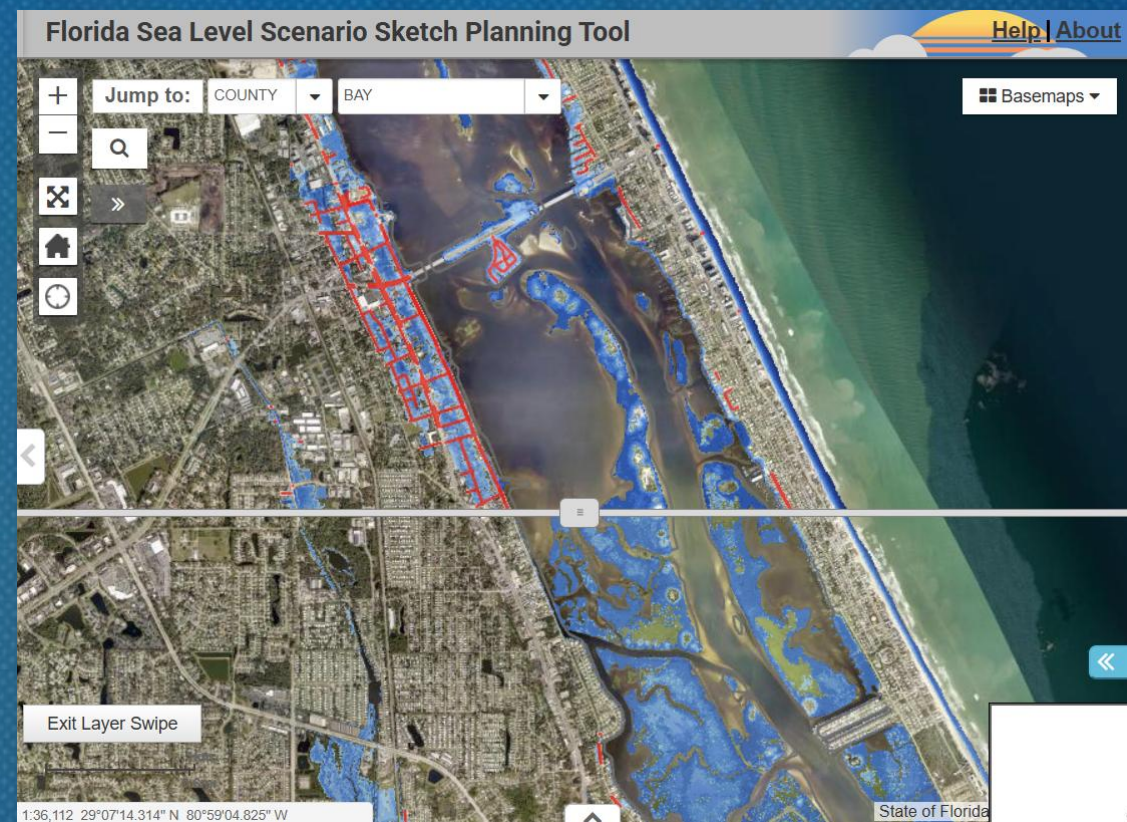 Florida Sea Level Scenario Sketch Planning Tool
Help | About
+
Jump to: COUNTY BAY
Basemaps
−
Exit Layer Swipe
1:36,112 29°07'14.314" N 80°59'04.825" W
State of Florida